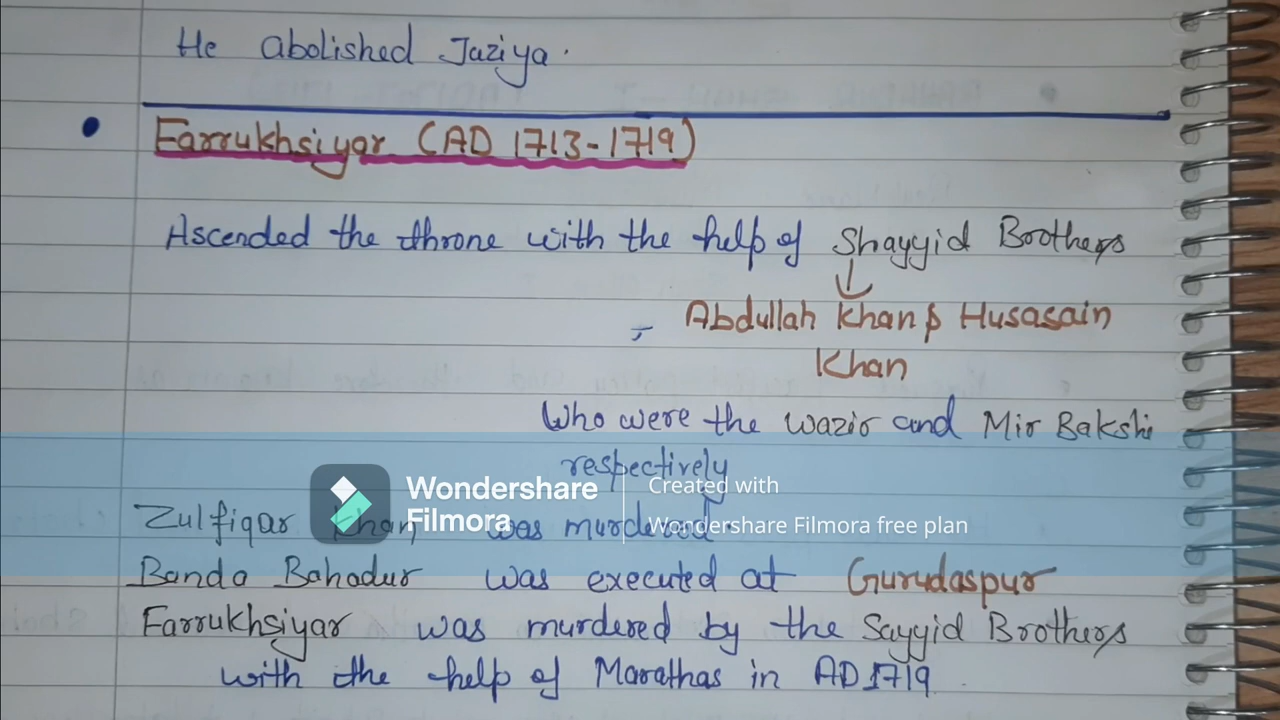 He abolished Jaziya.
Farrukhsiyar (AD 1713-1719)
Ascended the throne with the help of Shayyid Brothers
Abdullah Khan & Husasain
Khan
Who were the Wazir and Mir Bakshi
respectively
Wondershare
Filmora
Created with
Wondershare Filmora free plan
Zulfiqar Khan was murdered.
Banda Bahadur was executed at Gurudaspur
Farrukhsiyar was murdered by the Sayyid Brothers
with the help of Marathas in AD 1719.